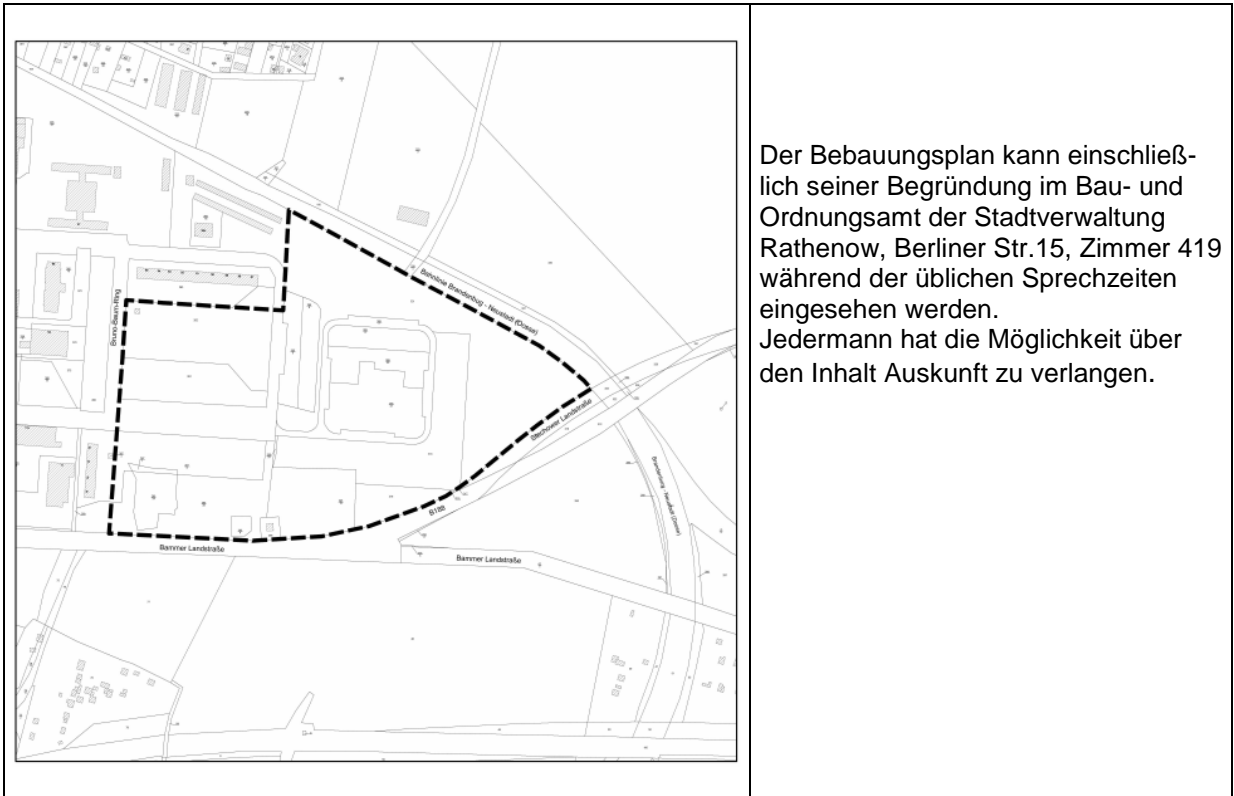 Bahnlinie Brandenbug - Neustadt (Dosse)
Bruno-Baum-Ring
Stechower Landstraße
Brandenburg - Neustadt (Dosse)
B188
Bammer Landstraße
Bammer Landstraße
Der Bebauungsplan kann einschließ-
lich seiner Begründung im Bau- und
Ordnungsamt der Stadtverwaltung
Rathenow, Berliner Str.15, Zimmer 419
während der üblichen Sprechzeiten
eingesehen werden.
Jedermann hat die Möglichkeit über
den Inhalt Auskunft zu verlangen.